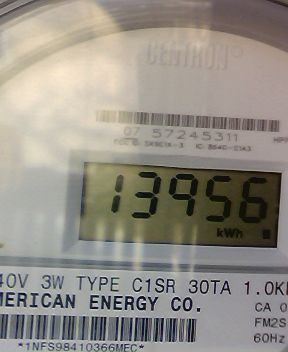 CENTRON
07 57245311
13956
kWh
40V 3W TYPE C1SR 30TA 1.0K
MERICAN ENERGY CO.
CA 0
FM2S
60Hz
*1NFS98410366MEC*